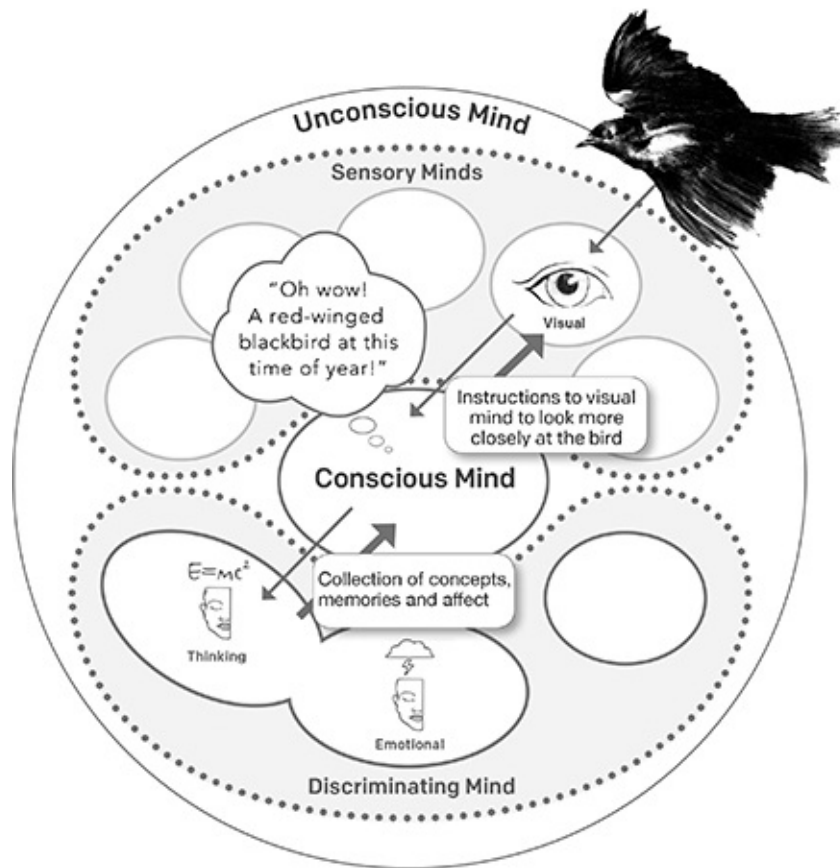 Unconscious Mind
Sensory Minds
“Oh wow!
A red-winged
blackbird at this
time of year!”
Visual
Instructions to visual
mind to look more
closely at the bird
Conscious Mind
Collection of concepts,
memories and affect
E=mc²
Thinking
Emotional
Discriminating Mind